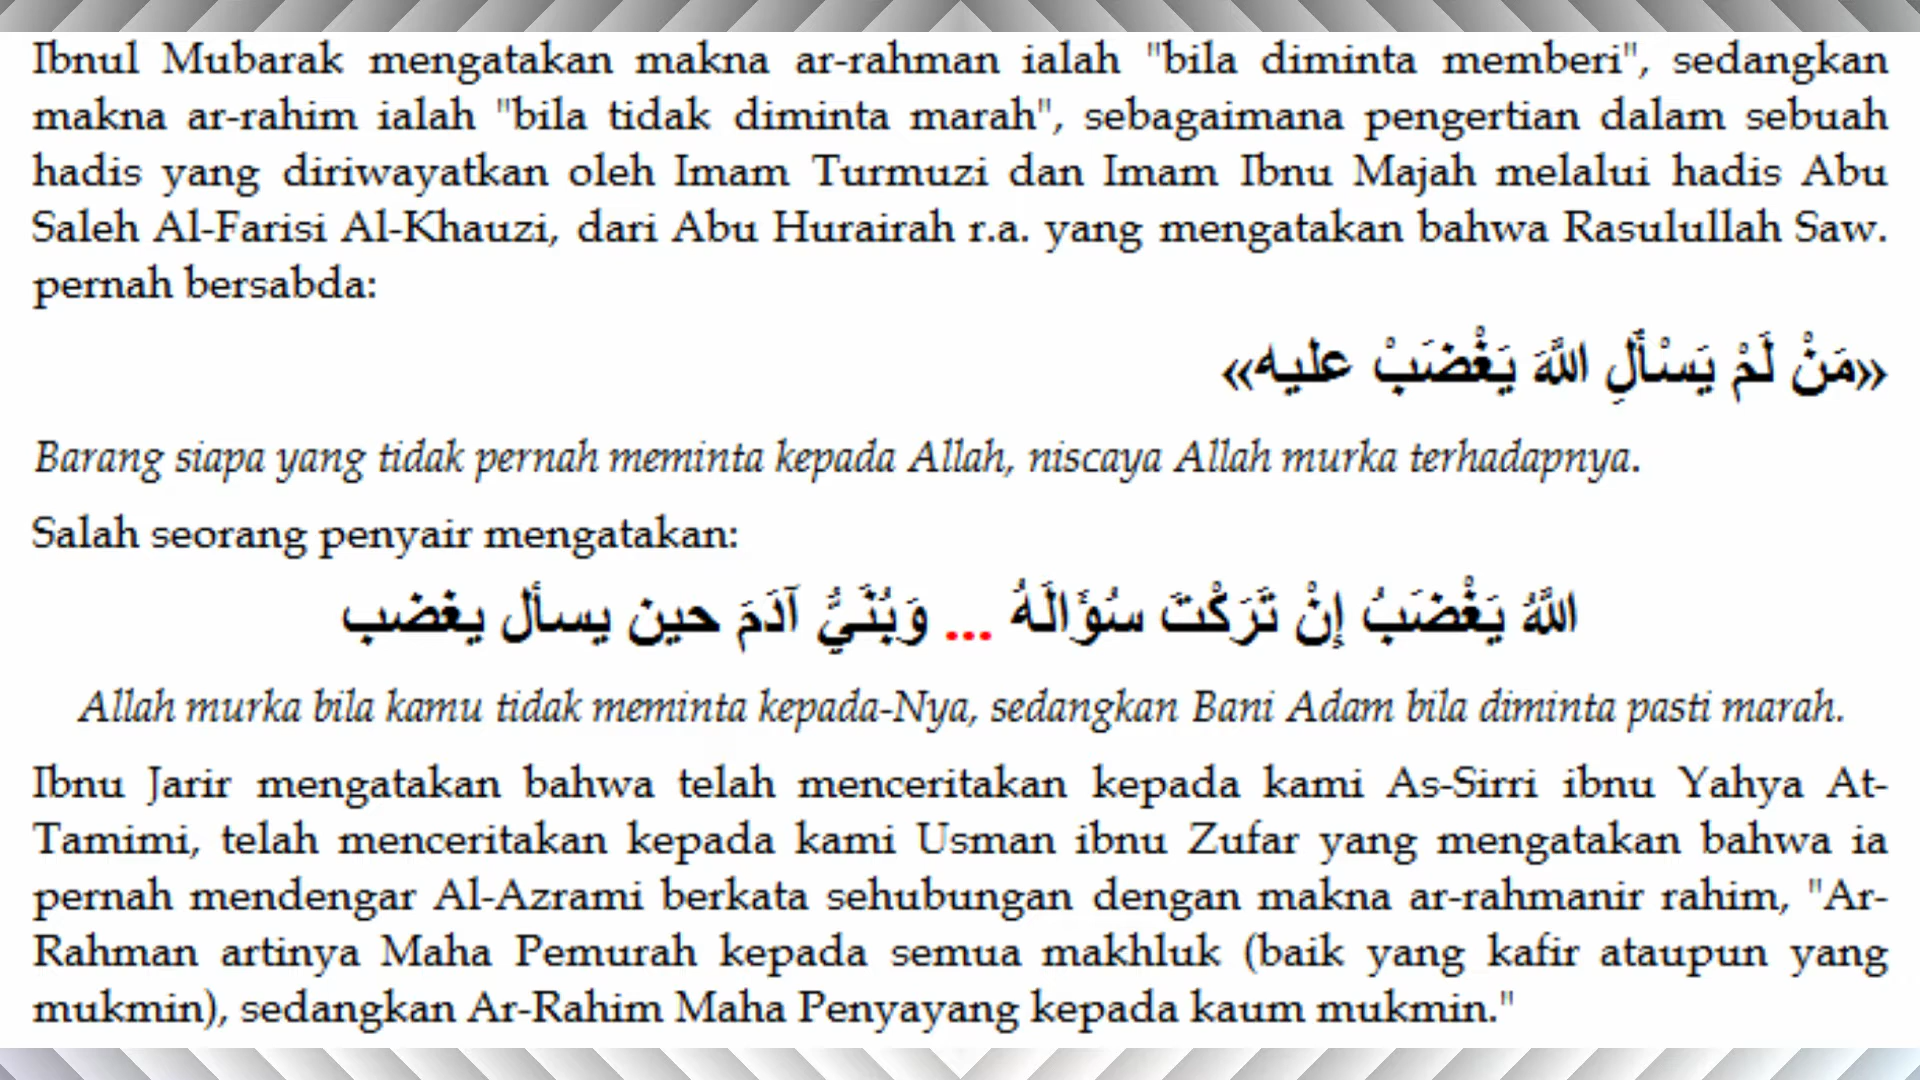 Ibnul Mubarak mengatakan makna ar-rahman ialah "bila diminta memberi", sedangkan
makna ar-rahim ialah "bila tidak diminta marah", sebagaimana pengertian dalam sebuah
hadis yang diriwayatkan oleh Imam Turmuzi dan Imam Ibnu Majah melalui hadis Abu
Saleh Al-Farisi Al-Khauzi, dari Abu Hurairah r.a. yang mengatakan bahwa Rasulullah Saw.
pernah bersabda:
«مَنْ لَمْ يَسْأَلِ اللَّهَ يَغْضَبْ عليه»
Barang siapa yang tidak pernah meminta kepada Allah, niscaya Allah murka terhadapnya.
Salah seorang penyair mengatakan:
اللَّهُ يَغْضَبُ إِنْ تَرَكْتَ سُؤَالَهُ ... وَبُنَيُّ آدَمَ حين يسأل يغضب
Allah murka bila kamu tidak meminta kepada-Nya, sedangkan Bani Adam bila diminta pasti marah.
Ibnu Jarir mengatakan bahwa telah menceritakan kepada kami As-Sirri ibnu Yahya At-
Tamimi, telah menceritakan kepada kami Usman ibnu Zufar yang mengatakan bahwa ia
pernah mendengar Al-Azrami berkata sehubungan dengan makna ar-rahmanir rahim, "Ar-
Rahman artinya Maha Pemurah kepada semua makhluk (baik yang kafir ataupun yang
mukmin), sedangkan Ar-Rahim Maha Penyayang kepada kaum mukmin."